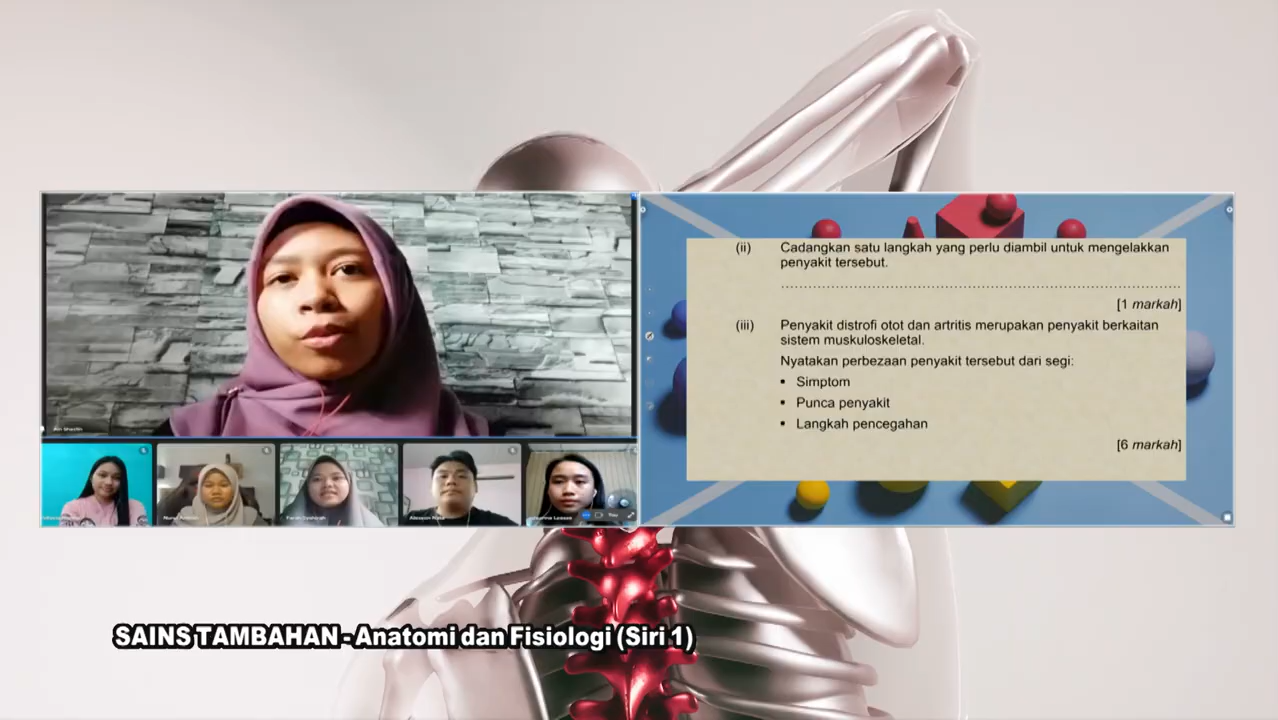 (ii) Cadangkan satu langkah yang perlu diambil untuk mengelakkan
penyakit tersebut.
[1 markah]
(iii) Penyakit distrofi otot dan artritis merupakan penyakit berkaitan
sistem muskuloskeletal.
Nyatakan perbezaan penyakit tersebut dari segi:
▪ Simptom
▪ Punca penyakit
▪ Langkah pencegahan
[6 markah]
You
SAINS TAMBAHAN - Anatomi dan Fisiologi (Siri 1)